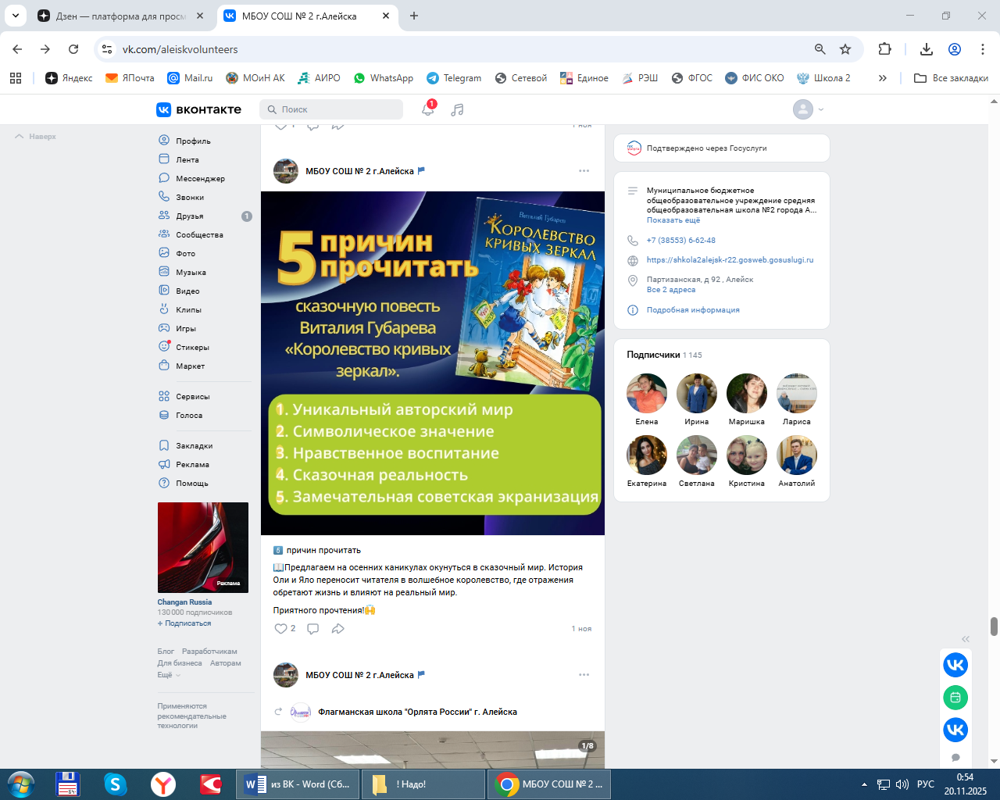 Дзен — платформа для просм
МБОУ СОШ № 2 г.Алейска
vk.com/aleiskvolunteers
Яндекс
ЯПочта
Mail.ru
МОиН АК
АИРО
WhatsApp
Telegram
Сетевой
Единое
РЭШ
ФГОС
ФИС ОКО
Школа 2
Все закладки
вконтакте
Поиск
1
Наверх
Профиль
Лента
Мессенджер
Звонки
Друзья 1
Сообщества
Фото
Музыка
Видео
Клипы
Игры
Стикеры
Маркет
Сервисы
Голоса
Закладки
Реклама
Помощь
Реклама
Changan Russia
130 000 подписчиков
+ Подписаться
Блог Разработчикам
Для бизнеса Авторам
Ещё
Применяются
рекомендательные
технологии
1 ноя
МБОУ СОШ № 2 г.Алейска
5 причин
прочитать
сказочную повесть
Виталия Губарева
«Королевство кривых
зеркал».
Виталий Губарев
Королевство
кривых зеркал
1. Уникальный авторский мир
2. Символическое значение
3. Нравственное воспитание
4. Сказочная реальность
5. Замечательная советская экранизация
5 причин прочитать
📖Предлагаем на осенних каникулах окунуться в сказочный мир. История
Оли и Яло переносит читателя в волшебное королевство, где отражения
обретают жизнь и влияют на реальный мир.
Приятного прочтения!🙌
2
1 ноя
МБОУ СОШ № 2 г.Алейска
Флагманская школа "Орлята России" г. Алейска
1/8
Подтверждено через Госуслуги
Муниципальное бюджетное
общеобразовательное учреждение средняя
общеобразовательная школа №2 города А...
Показать ещё
+7 (38553) 6-62-48
https://shkola2alejsk-r22.gosweb.gosuslugi.ru
Партизанская, д 92 , Алейск
Все 2 адреса
Подробная информация
Подписчики 1 145
Елена
Ирина
Маришка
Лариса
Екатерина
Светлана
Кристина
Анатолий
из ВК - Word (Сб...
! Надо!
МБОУ СОШ № 2 ...
РУС
0:54
20.11.2025